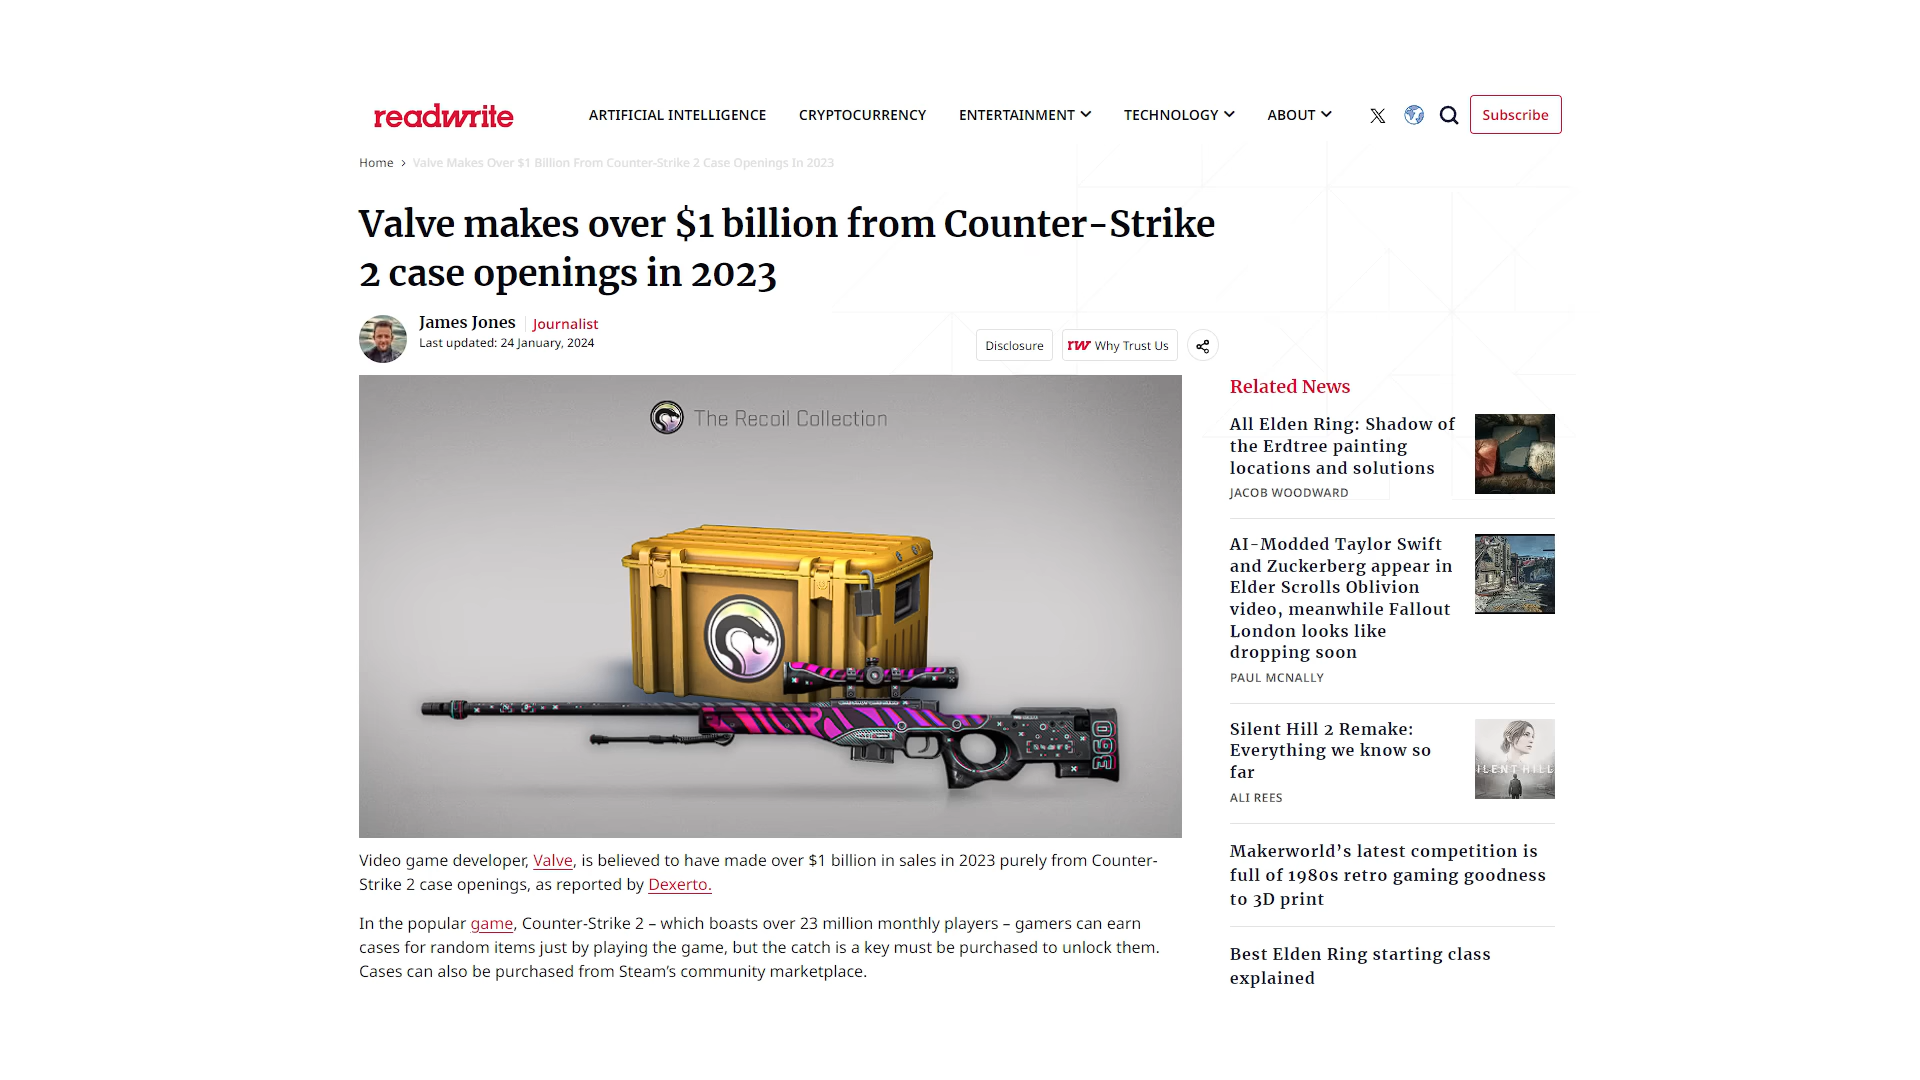 readwrite
ARTIFICIAL INTELLIGENCE
CRYPTOCURRENCY
ENTERTAINMENT
TECHNOLOGY
ABOUT
Subscribe
Home › Valve Makes Over $1 Billion From Counter-Strike 2 Case Openings In 2023
Valve makes over $1 billion from Counter-Strike
2 case openings in 2023
James Jones
Journalist
Last updated: 24 January, 2024
Disclosure
rw Why Trust Us
The Recoil Collection
360
Video game developer, Valve, is believed to have made over $1 billion in sales in 2023 purely from Counter-
Strike 2 case openings, as reported by Dexerto.
In the popular game, Counter-Strike 2 – which boasts over 23 million monthly players – gamers can earn
cases for random items just by playing the game, but the catch is a key must be purchased to unlock them.
Cases can also be purchased from Steam’s community marketplace.
Related News
All Elden Ring: Shadow of
the Erdtree painting
locations and solutions
JACOB WOODWARD
AI-Modded Taylor Swift
and Zuckerberg appear in
Elder Scrolls Oblivion
video, meanwhile Fallout
London looks like
dropping soon
PAUL MCNALLY
Silent Hill 2 Remake:
Everything we know so
far
ALI REES
ILENT HILL
Makerworld’s latest competition is
full of 1980s retro gaming goodness
to 3D print
Best Elden Ring starting class
explained